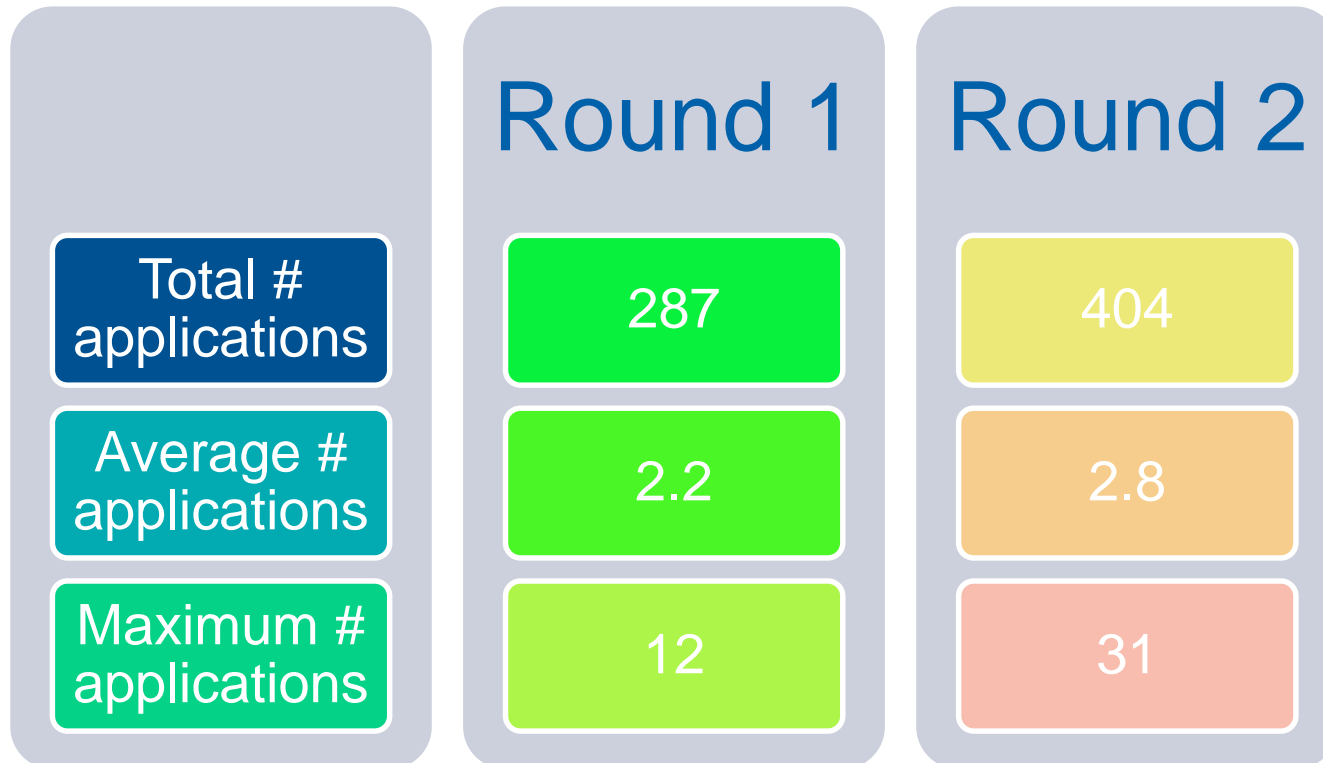 Round 1
Round 2
Total #
applications
287
404
Average #
applications
2.2
2.8
Maximum #
applications
12
31